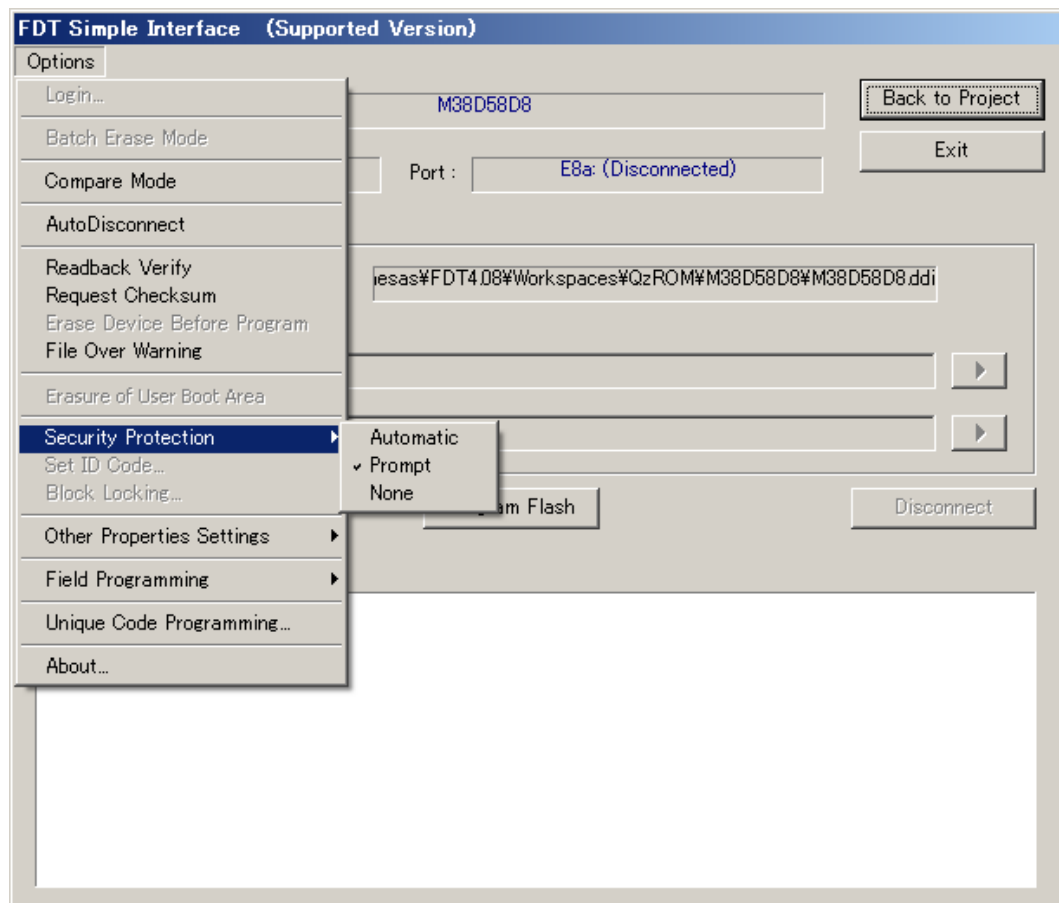 FDT Simple Interface (Supported Version)
Options
Login...
Batch Erase Mode
Compare Mode
AutoDisconnect
Readback Verify
Request Checksum
Erase Device Before Program
File Over Warning
Erasure of User Boot Area
Security Protection
Set ID Code...
Block Locking...
Other Properties Settings
Field Programming
Unique Code Programming...
About...
Automatic
Prompt
None
M38D58D8
Back to Project
Exit
Port : E8a: (Disconnected)
esas¥FDT4.08¥Workspaces¥QzROM¥M38D58D8¥M38D58D8.ddi
am Flash
Disconnect